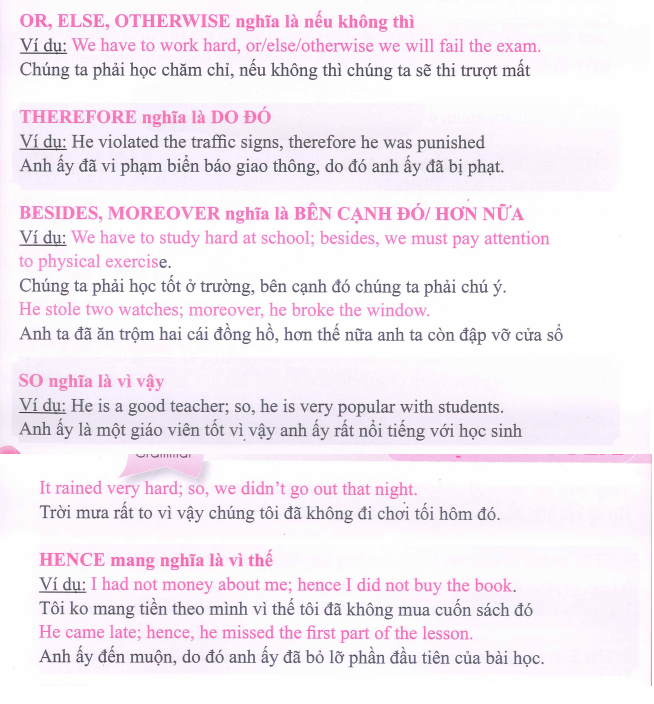 OR, ELSE, OTHERWISE nghĩa là nếu không thì
Ví dụ: We have to work hard, or/else/otherwise we will fail the exam.
Chúng ta phải học chăm chỉ, nếu không thì chúng ta sẽ thi trượt mất
THEREFORE nghĩa là DO ĐÓ
Ví dụ: He violated the traffic signs, therefore he was punished
Anh ấy đã vi phạm biển báo giao thông, do đó anh ấy đã bị phạt.
BESIDES, MOREOVER nghĩa là BÊN CẠNH ĐÓ/ HƠN NỮA
Ví dụ: We have to study hard at school; besides, we must pay attention
to physical exercise.
Chúng ta phải học tốt ở trường, bên cạnh đó chúng ta phải chú ý.
He stole two watches; moreover, he broke the window.
Anh ta đã ăn trộm hai cái đồng hồ, hơn thế nữa anh ta còn đập vỡ cửa sổ
SO nghĩa là vì vậy
Ví dụ: He is a good teacher; so, he is very popular with students.
Anh ấy là một giáo viên tốt vì vậy anh ấy rất nổi tiếng với học sinh
It rained very hard; so, we didn't go out that night.
Trời mưa rất to vì vậy chúng tôi đã không đi chơi tối hôm đó.
HENCE mang nghĩa là vì thế
Ví dụ: I had not money about me; hence I did not buy the book.
Tôi ko mang tiền theo mình vì thế tôi đã không mua cuốn sách đó
He came late; hence, he missed the first part of the lesson.
Anh ấy đến muộn, do đó anh ấy đã bỏ lỡ phần đầu tiên của bài học.